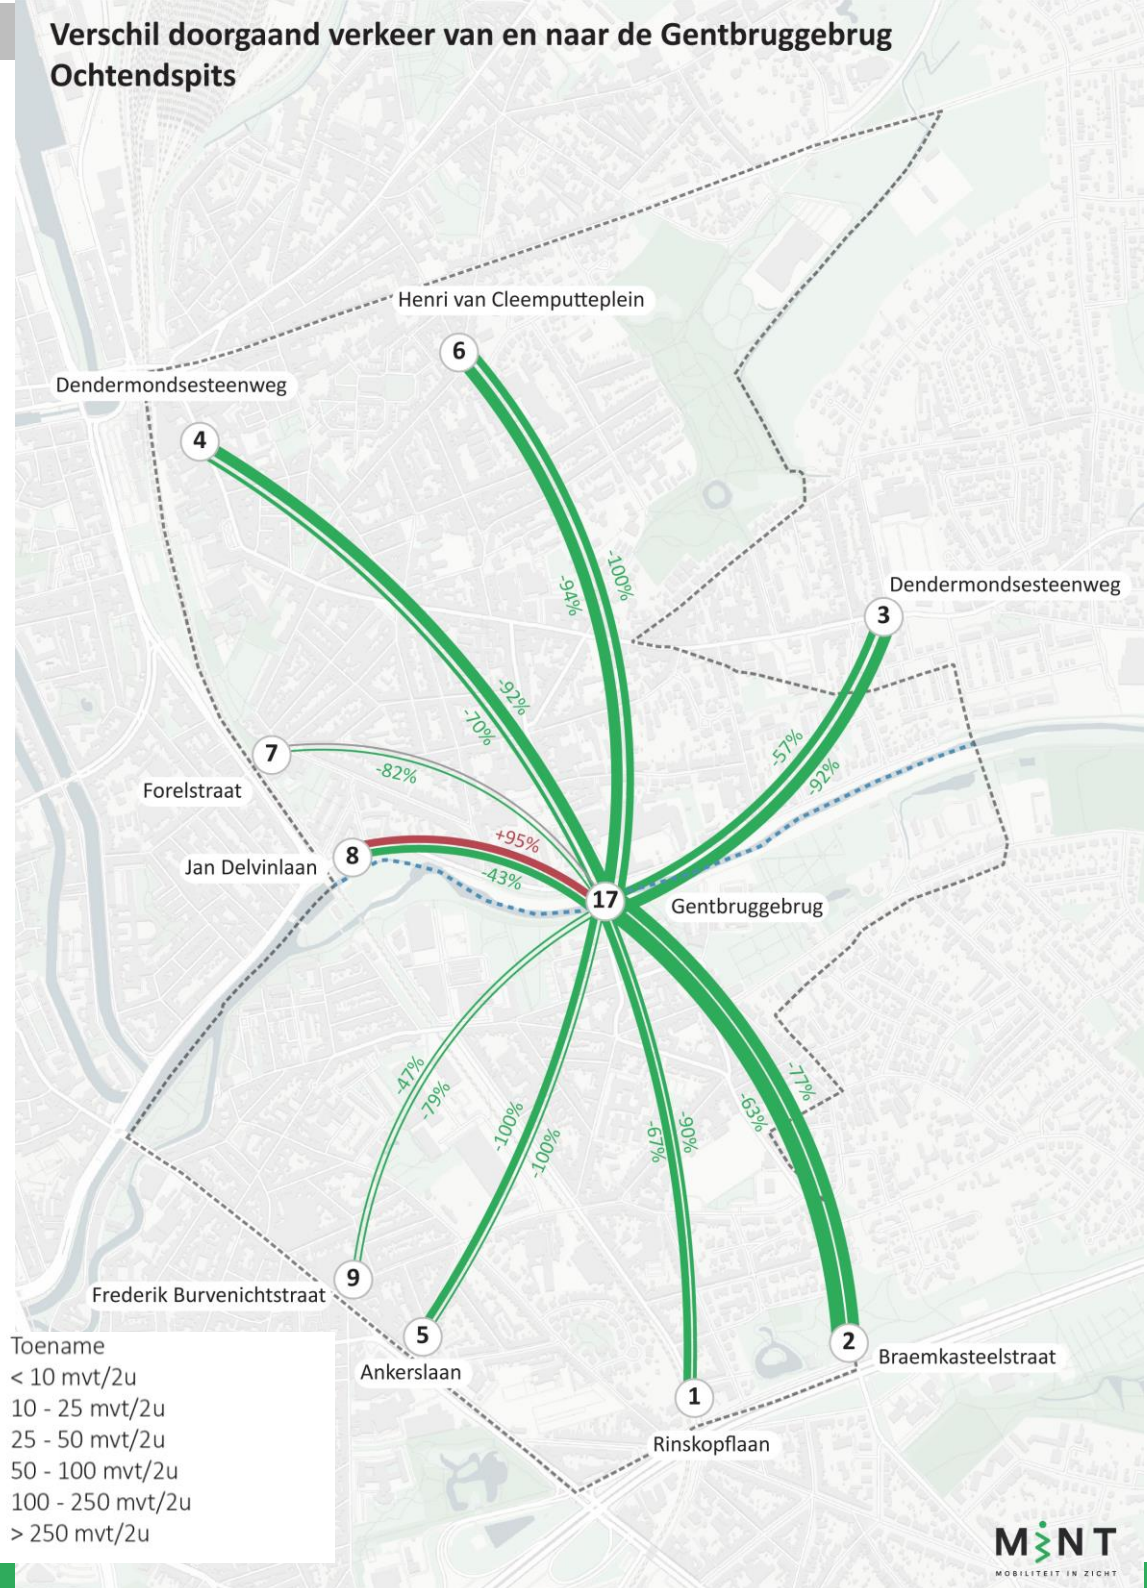 Verschil doorgaand verkeer van en naar de Gentbruggebrug
Ochtendspits
Henri van Cleemputteplein
6
Dendermondsesteenweg
4
-100%
-94%
Dendermondsesteenweg
3
-92%
-70%
-57%
-92%
7
-82%
Forelstraat
+95%
8
Jan Delvinlaan
-43%
17
Gentbruggebrug
-47%
-79%
-77%
-63%
-100%
-100%
-90%
-67%
9
Frederik Burvenichtstraat
5
Ankerslaan
2
Braemkasteelstraat
1
Rinskopflaan
Toename
< 10 mvt/2u
10 - 25 mvt/2u
25 - 50 mvt/2u
50 - 100 mvt/2u
100 - 250 mvt/2u
> 250 mvt/2u
MINT
MOBILITEIT IN ZICHT